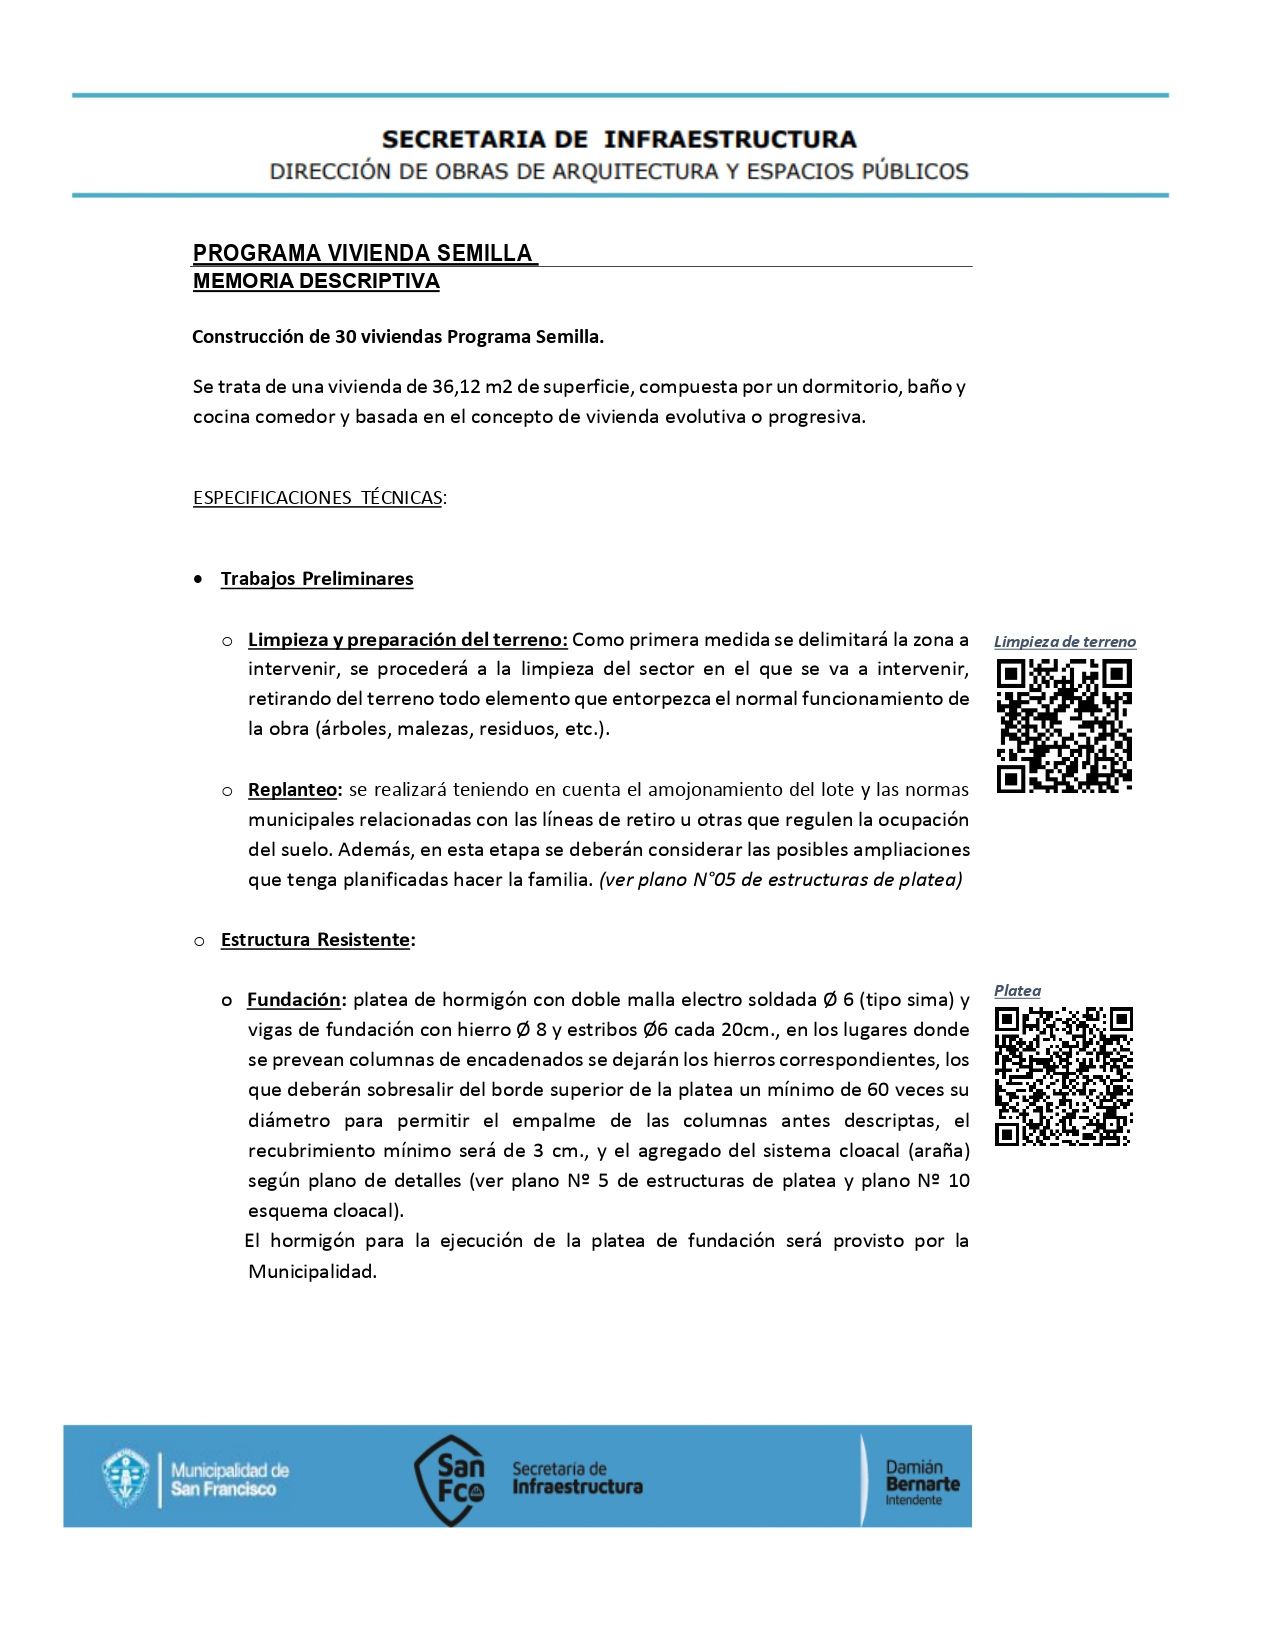 SECRETARIA DE INFRAESTRUCTURA
DIRECCIÓN DE OBRAS DE ARQUITECTURA Y ESPACIOS PÚBLICOS
PROGRAMA VIVIENDA SEMILLA
MEMORIA DESCRIPTIVA
Construcción de 30 viviendas Programa Semilla.
Se trata de una vivienda de 36,12 m2 de superficie, compuesta por un dormitorio, baño y
cocina comedor y basada en el concepto de vivienda evolutiva o progresiva.
ESPECIFICACIONES TÉCNICAS:
• Trabajos Preliminares
o Limpieza y preparación del terreno: Como primera medida se delimitará la zona a
intervenir, se procederá a la limpieza del sector en el que se va a intervenir,
retirando del terreno todo elemento que entorpezca el normal funcionamiento de
la obra (árboles, malezas, residuos, etc.).
Limpieza de terreno
o Replanteo: se realizará teniendo en cuenta el amojonamiento del lote y las normas
municipales relacionadas con las líneas de retiro u otras que regulen la ocupación
del suelo. Además, en esta etapa se deberán considerar las posibles ampliaciones
que tenga planificadas hacer la familia. (ver plano N°05 de estructuras de platea)
o Estructura Resistente:
o Fundación: platea de hormigón con doble malla electro soldada Ø 6 (tipo sima) y
vigas de fundación con hierro Ø 8 y estribos Ø6 cada 20cm., en los lugares donde
se prevean columnas de encadenados se dejarán los hierros correspondientes, los
que deberán sobresalir del borde superior de la platea un mínimo de 60 veces su
diámetro para permitir el empalme de las columnas antes descriptas, el
recubrimiento mínimo será de 3 cm., y el agregado del sistema cloacal (araña)
según plano de detalles (ver plano Nº 5 de estructuras de platea y plano Nº 10
esquema cloacal).
El hormigón para la ejecución de la platea de fundación será provisto por la
Municipalidad.
Platea
Municipalidad de
San Francisco
San
Fco
Secretaría de
Infraestructura
Damián
Bernarte
Intendente